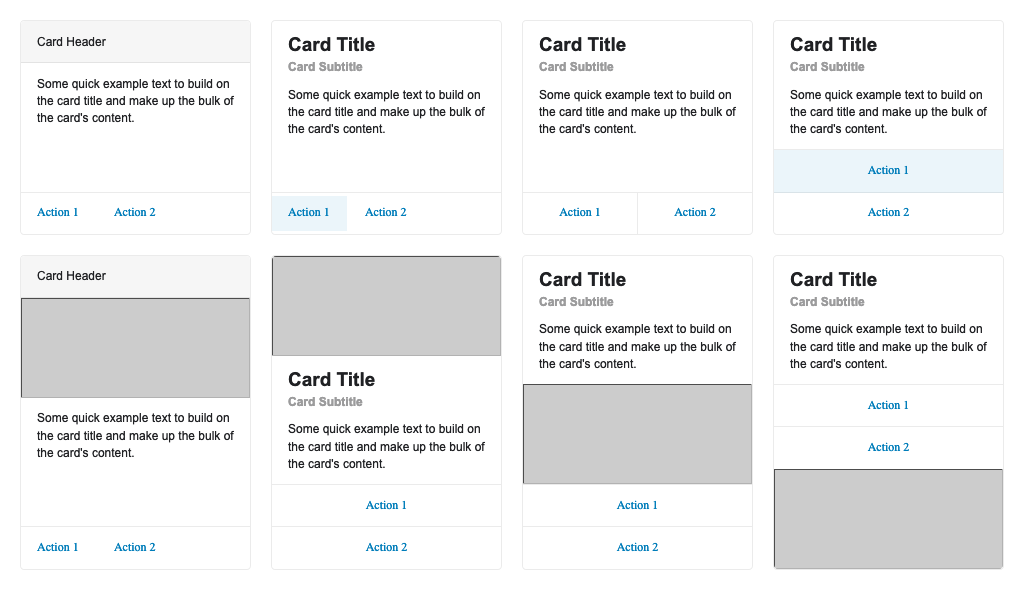 Card Header
Some quick example text to build on
the card title and make up the bulk of
the card's content.
Action 1
Action 2
Card Title
Card Subtitle
Some quick example text to build on
the card title and make up the bulk of
the card's content.
Action 1
Action 2
Card Title
Card Subtitle
Some quick example text to build on
the card title and make up the bulk of
the card's content.
Action 1
Action 2
Card Title
Card Subtitle
Some quick example text to build on
the card title and make up the bulk of
the card's content.
Action 1
Action 2
Card Header
Some quick example text to build on
the card title and make up the bulk of
the card's content.
Action 1
Action 2
Card Title
Card Subtitle
Some quick example text to build on
the card title and make up the bulk of
the card's content.
Action 1
Action 2
Card Title
Card Subtitle
Some quick example text to build on
the card title and make up the bulk of
the card's content.
Action 1
Action 2
Card Title
Card Subtitle
Some quick example text to build on
the card title and make up the bulk of
the card's content.
Action 1
Action 2